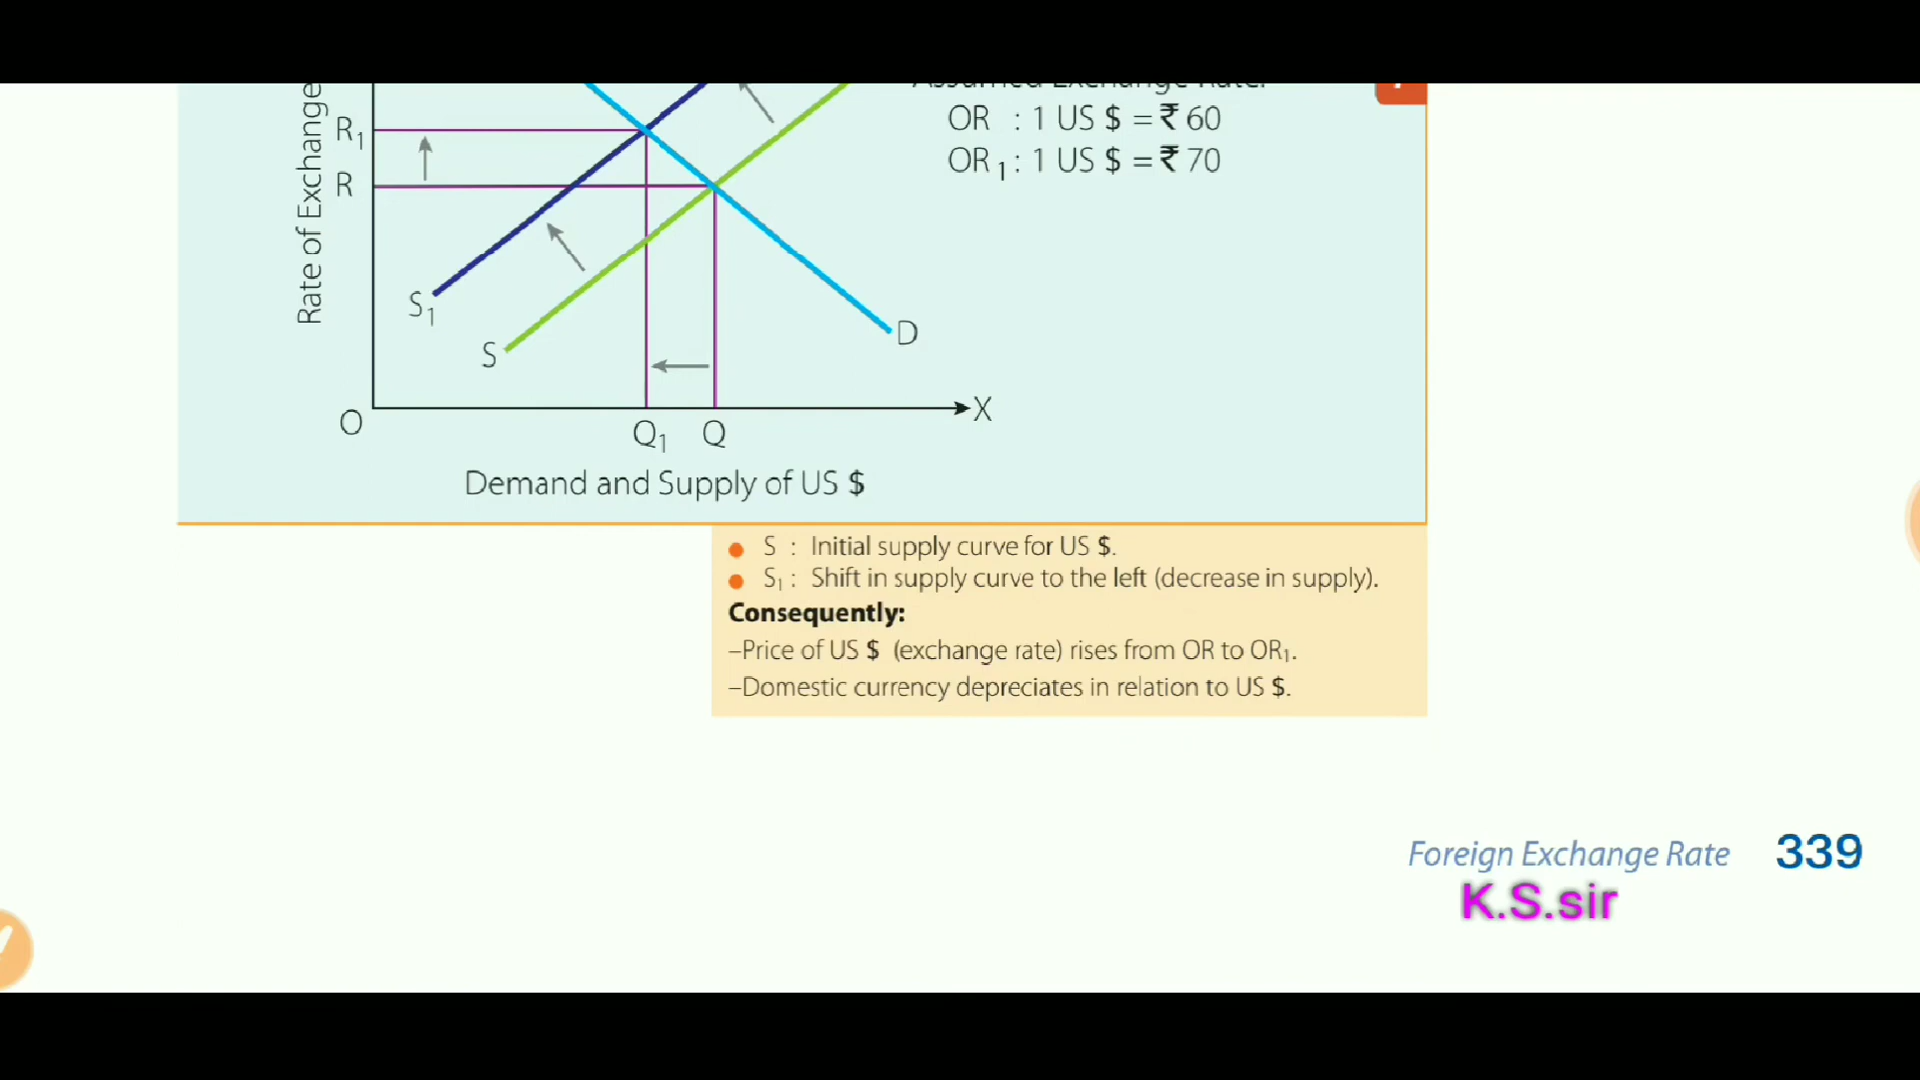 Assumed Exchange Rate:
OR : 1 US $ = ₹ 60
OR₁ : 1 US $ = ₹ 70
Rate of Exchange
R₁
R
S₁
S
D
O
X
Q₁ Q
Demand and Supply of US $
● S : Initial supply curve for US $.
● S₁ : Shift in supply curve to the left (decrease in supply).
Consequently:
–Price of US $ (exchange rate) rises from OR to OR₁.
–Domestic currency depreciates in relation to US $.
Foreign Exchange Rate 339
K.S.sir